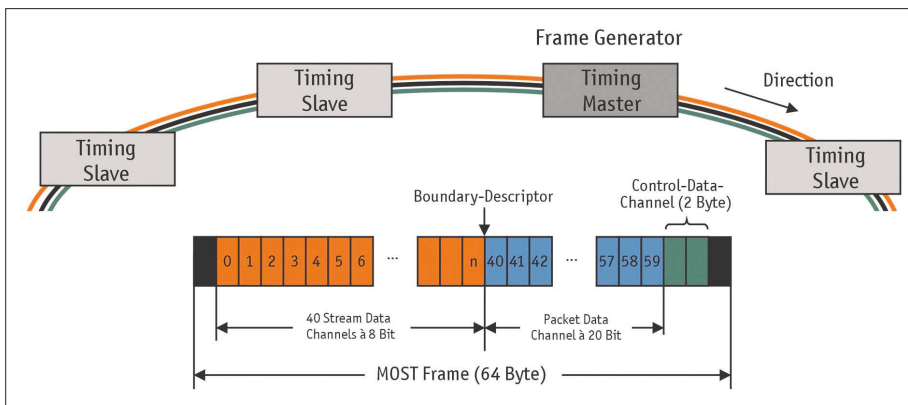 Frame Generator
Timing
Slave
Timing
Master
Direction
Timing
Slave
Timing
Slave
Boundary-Descriptor
Control-Data-
Channel (2 Byte)
0 1 2 3 4 5 6 ... n 40 41 42 ... 57 58 59
40 Stream Data
Channels à 8 Bit
Packet Data
Channel à 20 Bit
MOST Frame (64 Byte)